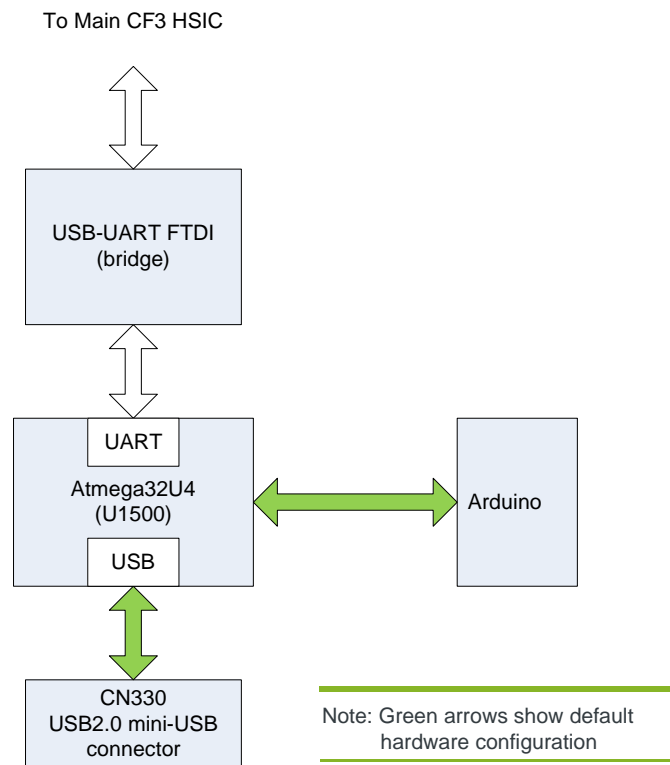 To Main CF3 HSIC
USB-UART FTDI
(bridge)
UART
Atmega32U4
(U1500)
USB
Arduino
CN330
USB2.0 mini-USB
connector
Note: Green arrows show default
hardware configuration